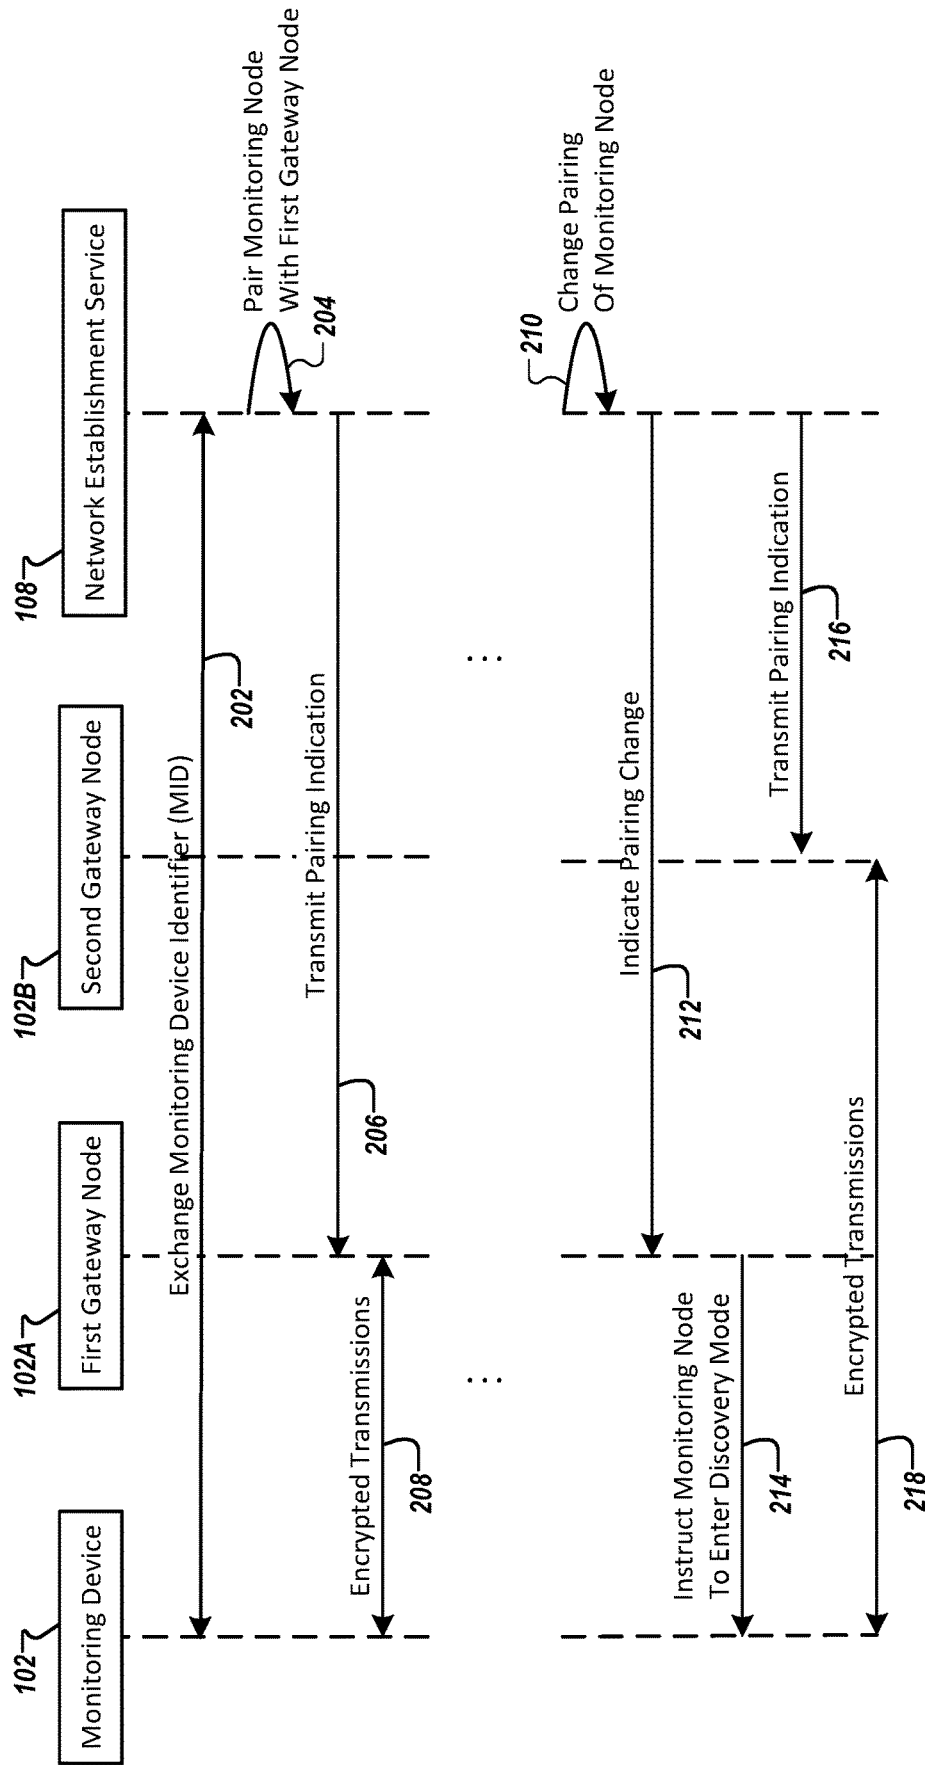 102
Monitoring Device
102A
First Gateway Node
102B
Second Gateway Node
108
Network Establishment Service
Exchange Monitoring Device Identifier (MID)
202
Pair Monitoring Node
With First Gateway Node
204
Transmit Pairing Indication
206
Encrypted Transmissions
208
...
...
210
Change Pairing
Of Monitoring Node
Indicate Pairing Change
212
Instruct Monitoring Node
To Enter Discovery Mode
214
Transmit Pairing Indication
216
Encrypted Transmissions
218